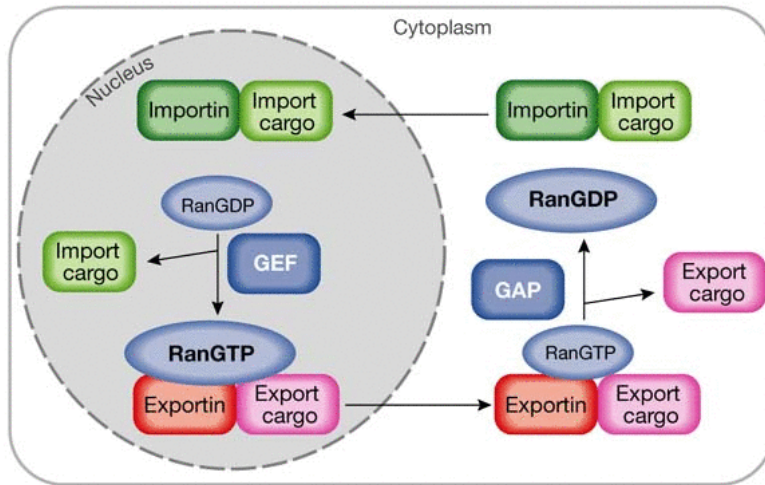 Cytoplasm
Nucleus
Importin
Import
cargo
Importin
Import
cargo
RanGDP
RanGDP
Import
cargo
GEF
GAP
Export
cargo
RanGTP
RanGTP
Exportin
Export
cargo
Exportin
Export
cargo